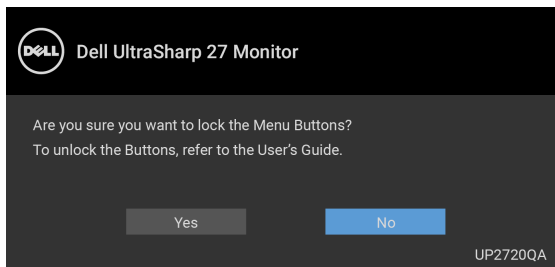 DELL
Dell UltraSharp 27 Monitor
Are you sure you want to lock the Menu Buttons?
To unlock the Buttons, refer to the User's Guide.
Yes
No
UP2720QA